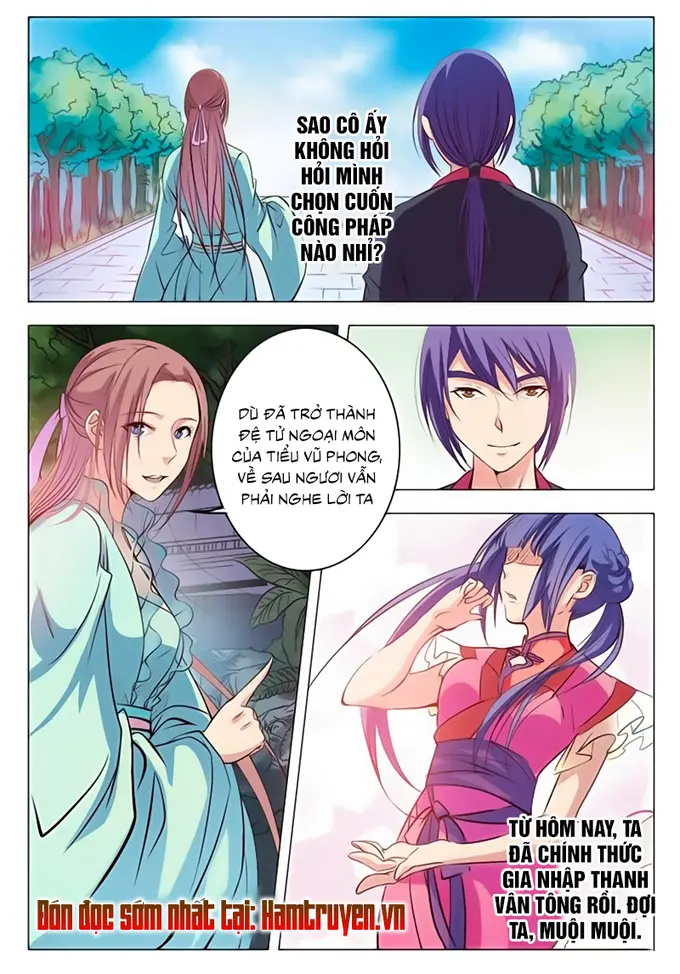 SAO CÔ ẤY
KHÔNG HỎI
HỎI MÌNH
CHỌN CUỐN
CÔNG PHÁP
NÀO NHỈ?
DÙ ĐÃ TRỞ THÀNH
ĐỆ TỬ NGOẠI MÔN
CỦA TIỂU VŨ PHONG,
VỀ SAU NGƯƠI VẪN
PHẢI NGHE LỜI TA
TỪ HÔM NAY, TA
ĐÃ CHÍNH THỨC
GIA NHẬP THANH
VÂN TÔNG RỒI. ĐỢI
TA, MUỘI MUỘI.
Đón đọc sớm nhất tại: Hamtruyen.vn